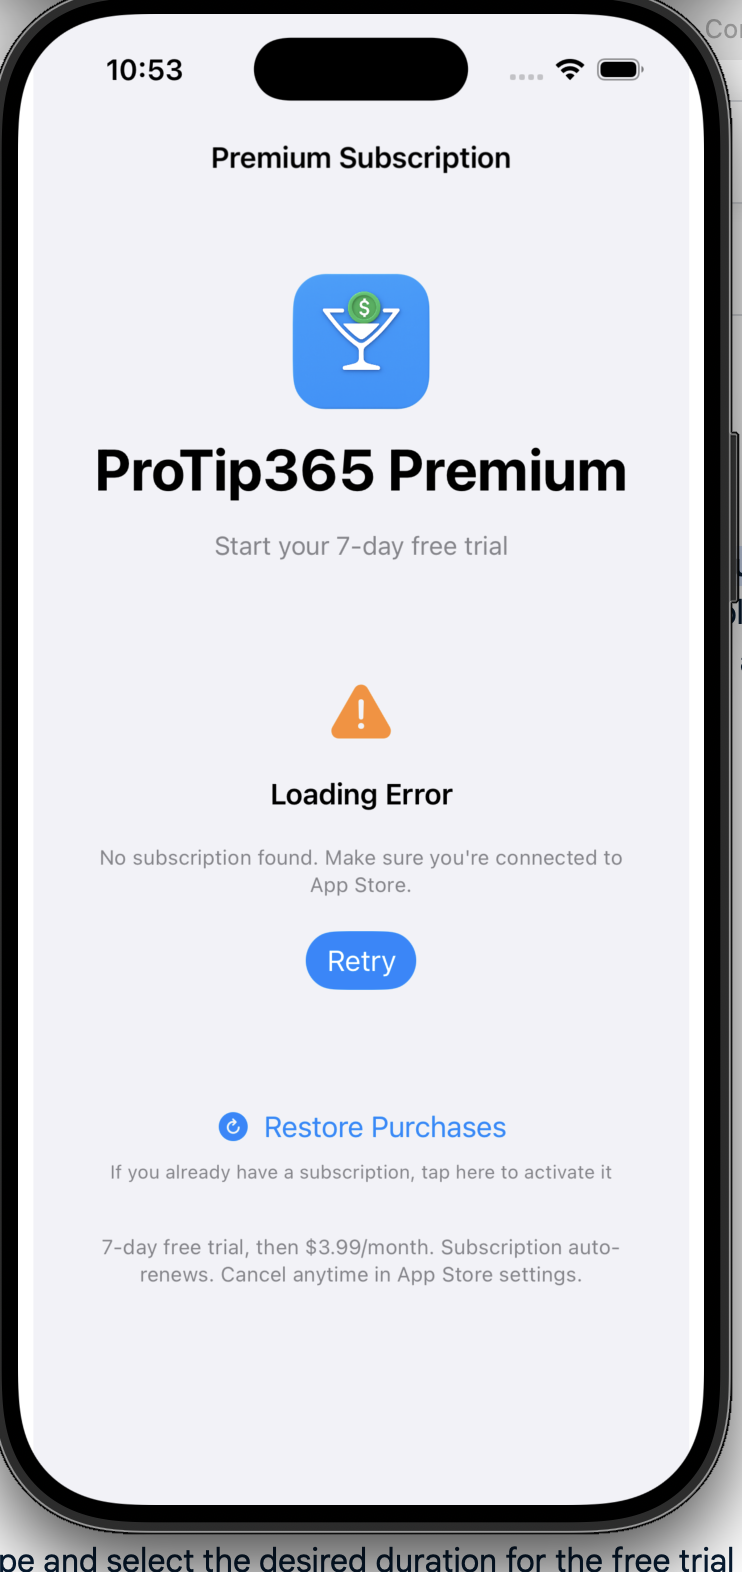 Con
10:53
Premium Subscription
$
ProTip365 Premium
Start your 7-day free trial
Loading Error
No subscription found. Make sure you're connected to
App Store.
Retry
Restore Purchases
If you already have a subscription, tap here to activate it
7-day free trial, then $3.99/month. Subscription auto-
renews. Cancel anytime in App Store settings.
pe and select the desired duration for the free trial